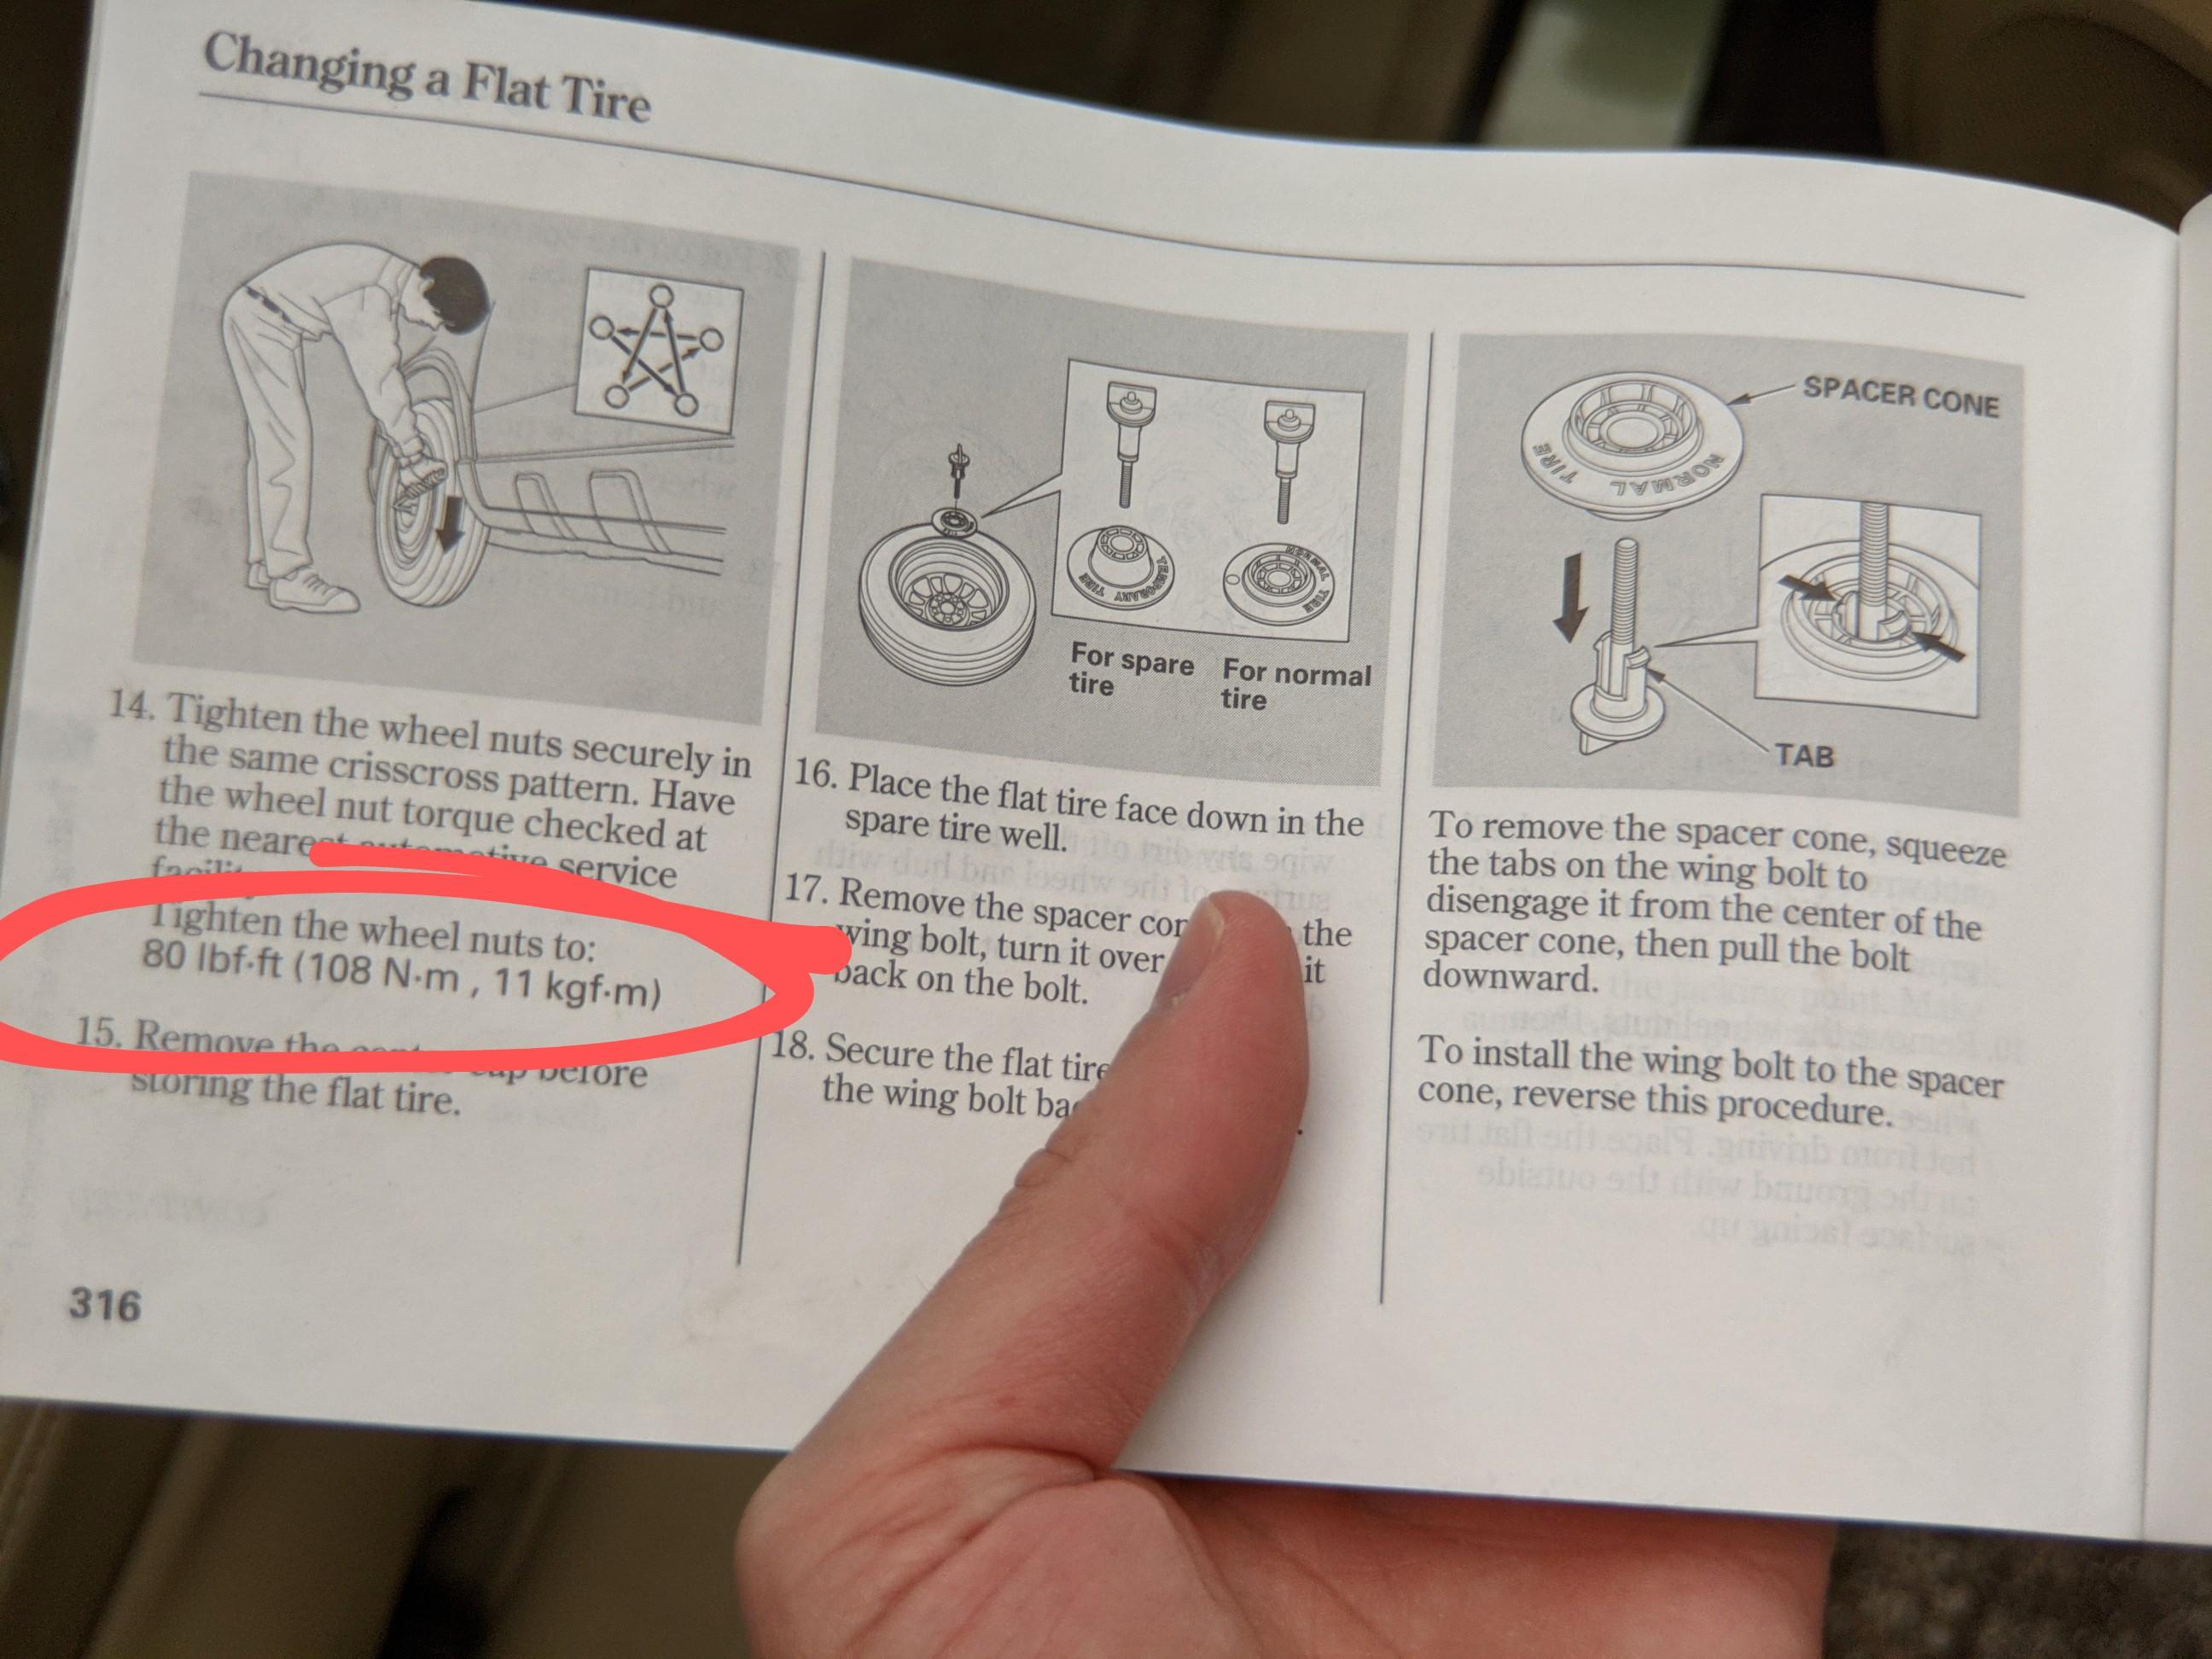 Changing a Flat Tire
14. Tighten the wheel nuts securely in
the same crisscross pattern. Have
the wheel nut torque checked at
the nearest automotive service
Tighten the wheel nuts to:
80 lbf·ft (108 N·m , 11 kgf·m)
15. Remove the cap before
storing the flat tire.
316
For spare
tire
For normal
tire
TEMPORARY TIRE
NORMAL TIRE
16. Place the flat tire face down in the
spare tire well.
17. Remove the spacer the
wing bolt, turn it over it
back on the bolt.
18. Secure the flat tire
the wing bolt
SPACER CONE
NORMAL TIRE
TAB
To remove the spacer cone, squeeze
the tabs on the wing bolt to
disengage it from the center of the
spacer cone, then pull the bolt
downward.
To install the wing bolt to the spacer
cone, reverse this procedure.